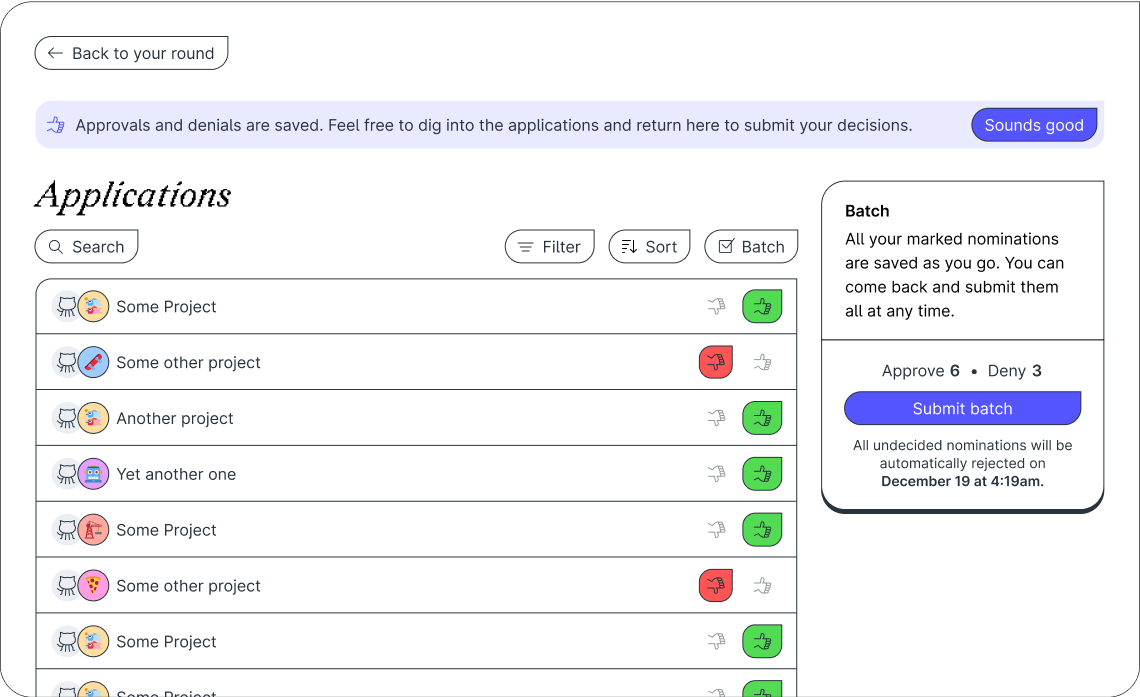 Back to your round
Approvals and denials are saved. Feel free to dig into the applications and return here to submit your decisions.
Sounds good
Applications
Search
Filter
Sort
Batch
Some Project
Some other project
Another project
Yet another one
Some Project
Some other project
Some Project
Some Project
Batch
All your marked nominations
are saved as you go. You can
come back and submit them
all at any time.
Approve 6 • Deny 3
Submit batch
All undecided nominations will be
automatically rejected on
December 19 at 4:19am.